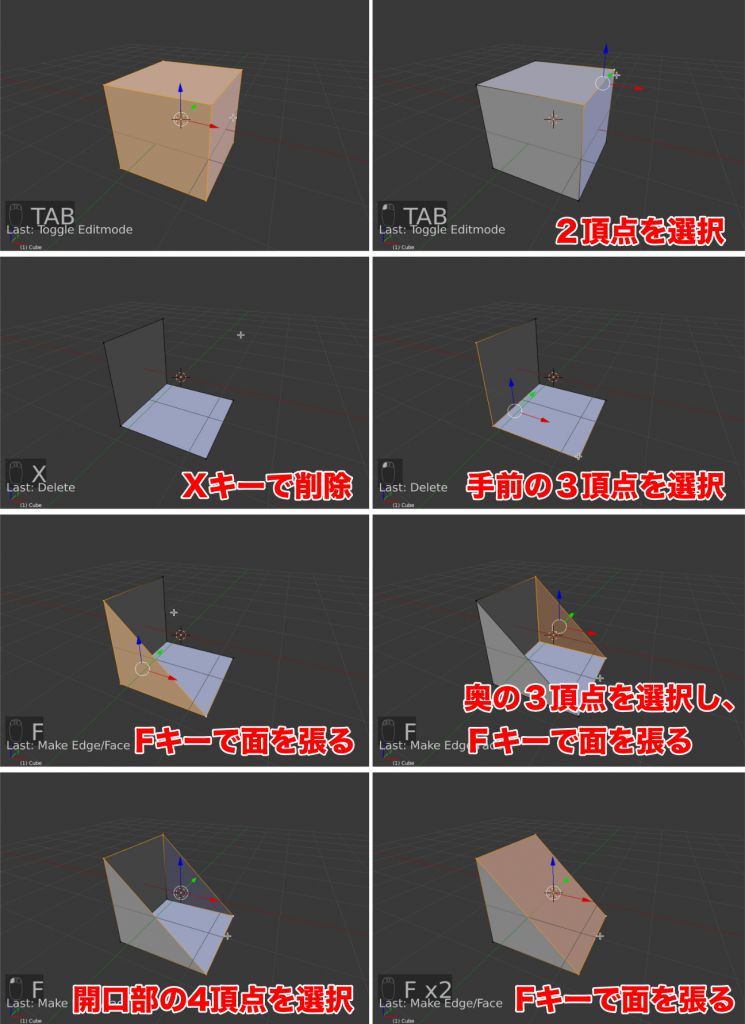 TAB
Last: Toggle Editmode
(1) Cube
TAB
Last: Toggle Editmode
(1) Cube
2頂点を選択
X
Last: Delete
(1) Cube
Xキーで削除
Last: Delete
(1) Cube
手前の3頂点を選択
F
Last: Make Edge/Face
(1) Cube
Fキーで面を張る
F
Last: Make Edge/Fac
(1) Cube
奥の3頂点を選択し、
Fキーで面を張る
F
Last: Make
(1) Cube
開口部の4頂点を選択
F x2
Last: Make Edge/Face
(1) Cube
Fキーで面を張る